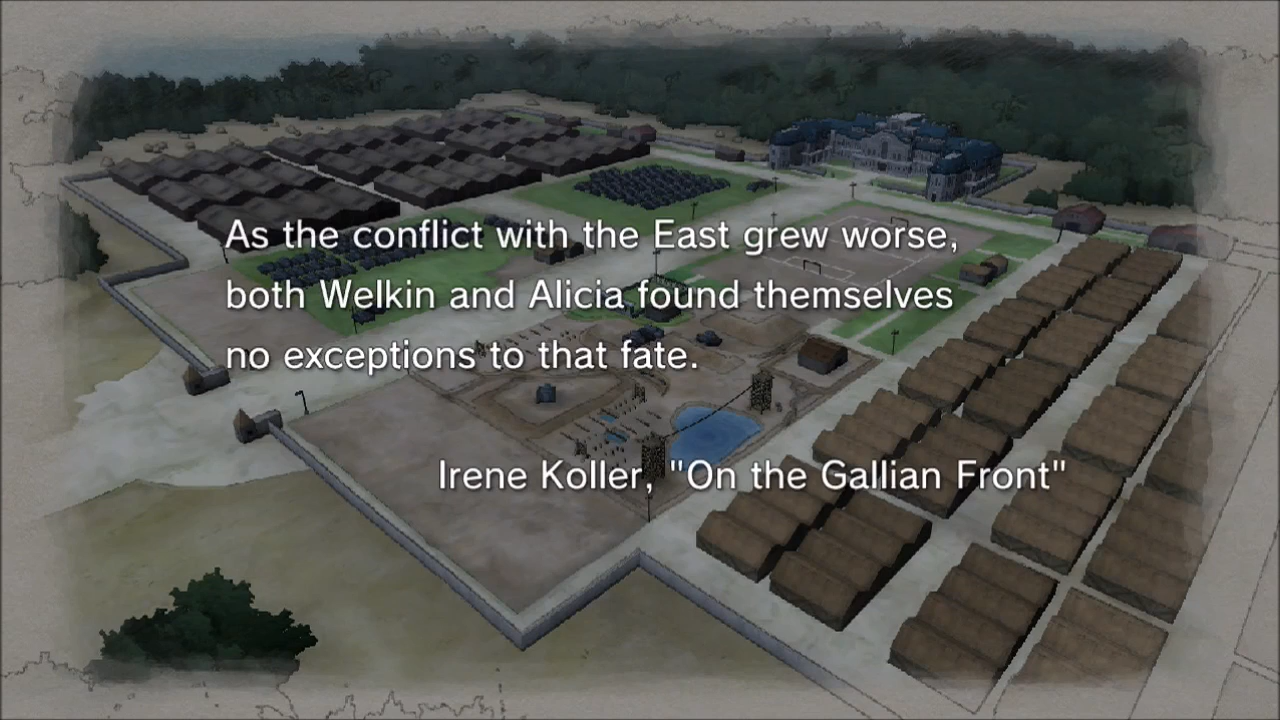 As the conflict with the East grew worse,
both Welkin and Alicia found themselves
no exceptions to that fate.
Irene Koller, "On the Gallian Front"